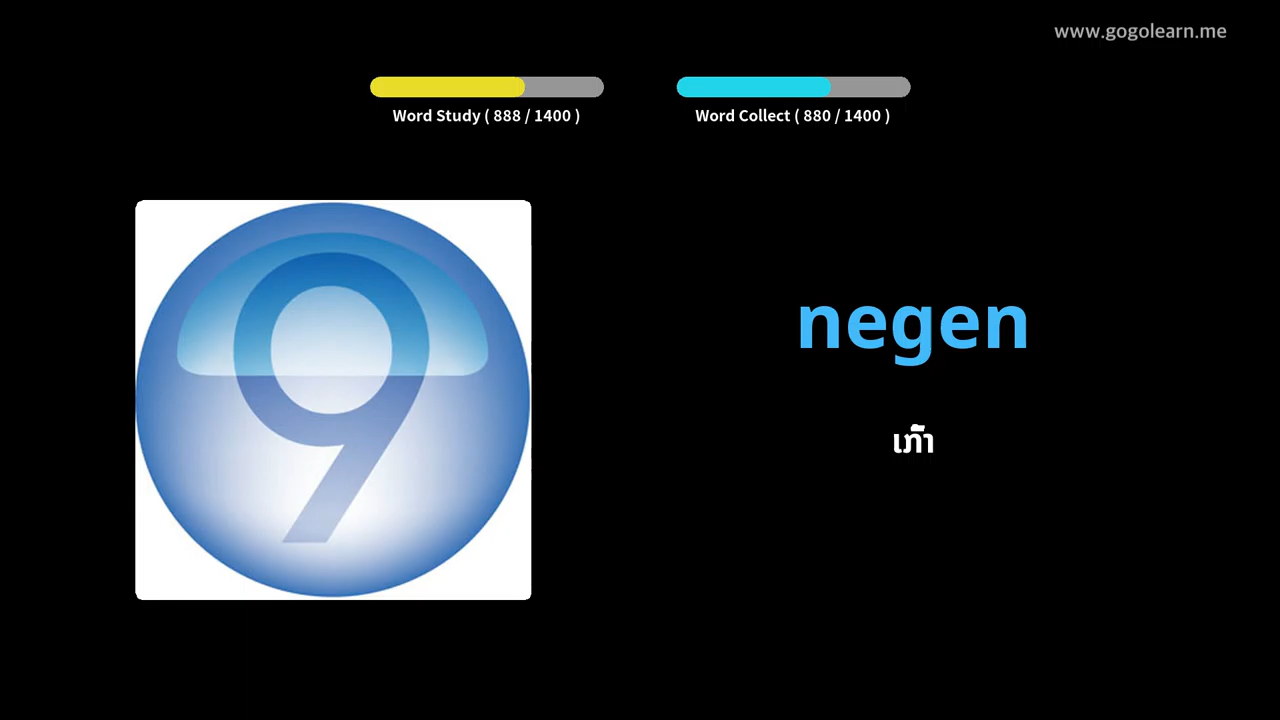 www.gogolearn.me
Word Study ( 888 / 1400 )
Word Collect ( 880 / 1400 )
9
negen
ເກົ້າ